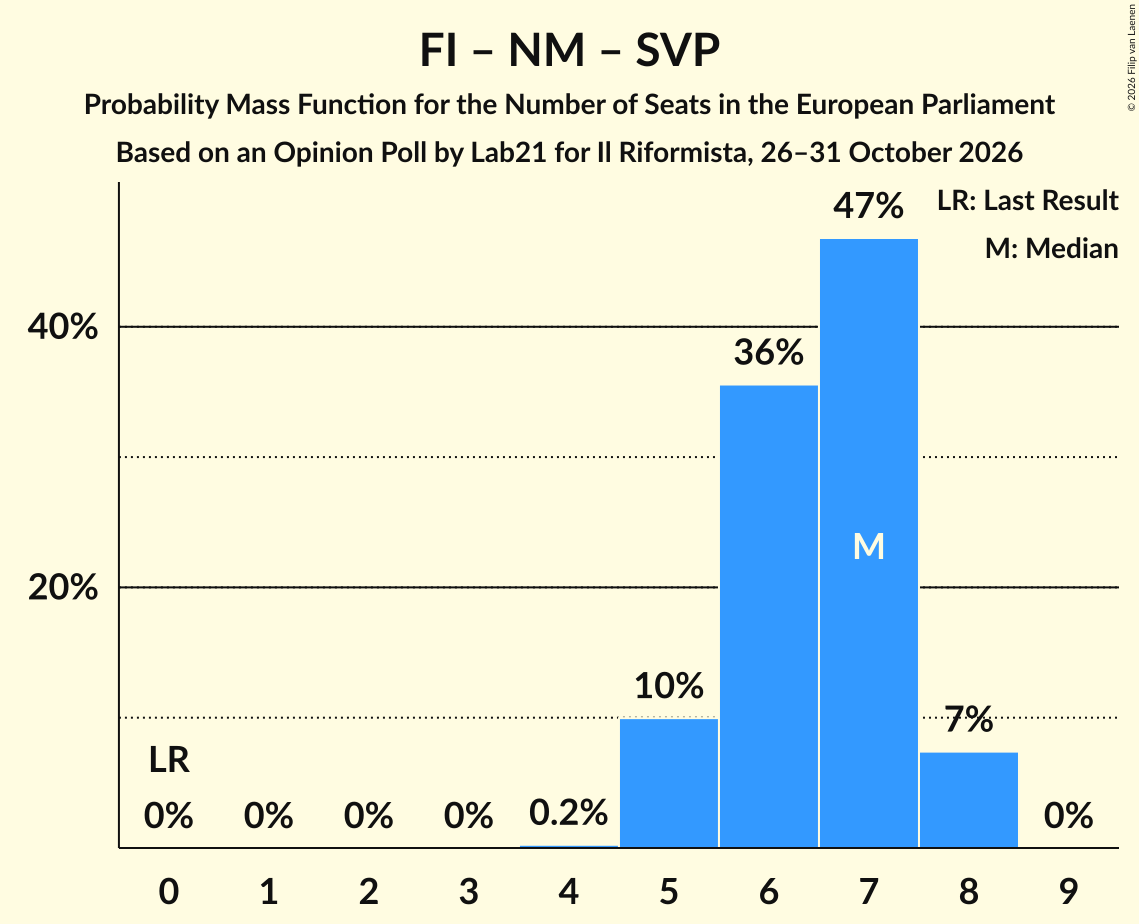 FI – NM – SVP
Probability Mass Function for the Number of Seats in the European Parliament
Based on an Opinion Poll by Lab21 for Il Riformista, 26–31 October 2026
© 2026 Filip van Laenen
LR: Last Result
M: Median
47%
40%
36%
M
20%
10%
7%
LR
0%
0%
0%
0%
0.2%
0%
0
1
2
3
4
5
6
7
8
9